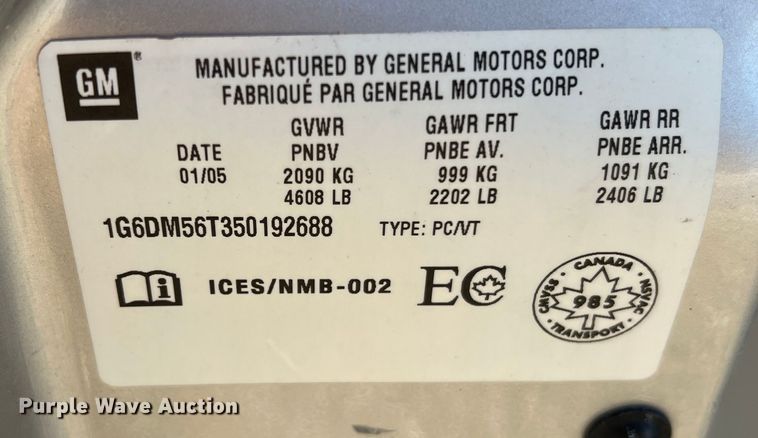 GM®
MANUFACTURED BY GENERAL MOTORS CORP.
FABRIQUÉ PAR GENERAL MOTORS CORP.
GVWR GAWR FRT GAWR RR
DATE PNBV PNBE AV. PNBE ARR.
01/05 2090 KG 999 KG 1091 KG
4608 LB 2202 LB 2406 LB
1G6DM56T350192688 TYPE: PC/VT
i ICES/NMB-002 EC
CANADA
CMVSS 985 NSVAC
TRANSPORT
Purple Wave Auction